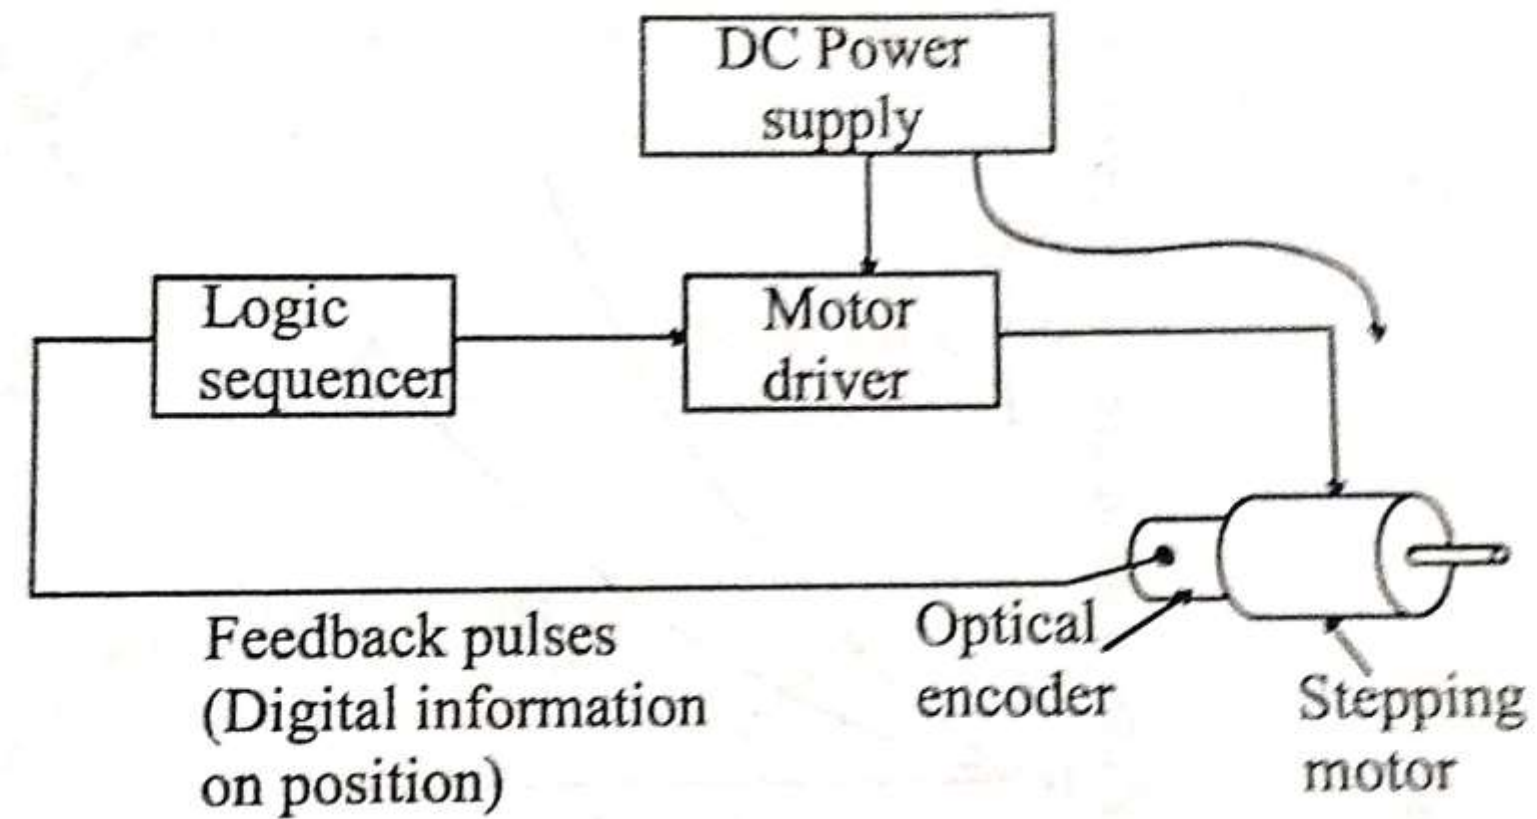 DC Power
supply
Logic
sequencer
Motor
driver
Feedback pulses
(Digital information
on position)
Optical
encoder
Stepping
motor